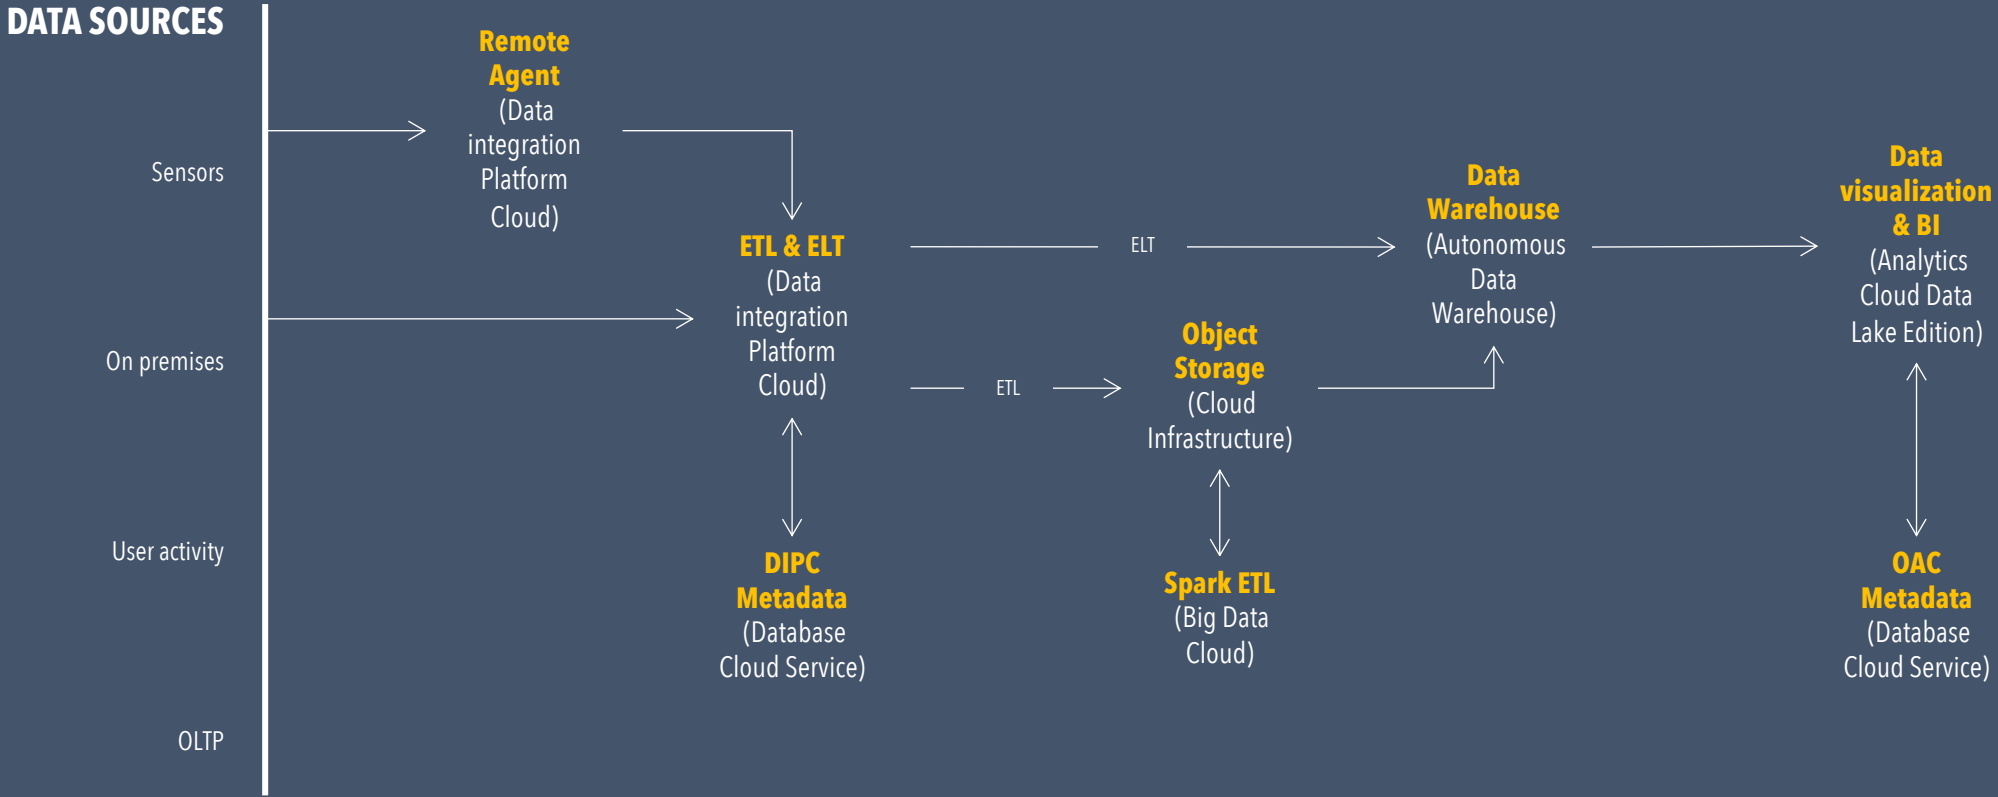 DATA SOURCES
Sensors
On premises
User activity
OLTP
Remote
Agent
(Data
integration
Platform
Cloud)
ETL & ELT
(Data
integration
Platform
Cloud)
DIPC
Metadata
(Database
Cloud Service)
ELT
ETL
Object
Storage
(Cloud
Infrastructure)
Spark ETL
(Big Data
Cloud)
Data
Warehouse
(Autonomous
Data
Warehouse)
Data
visualization
& BI
(Analytics
Cloud Data
Lake Edition)
OAC
Metadata
(Database
Cloud Service)